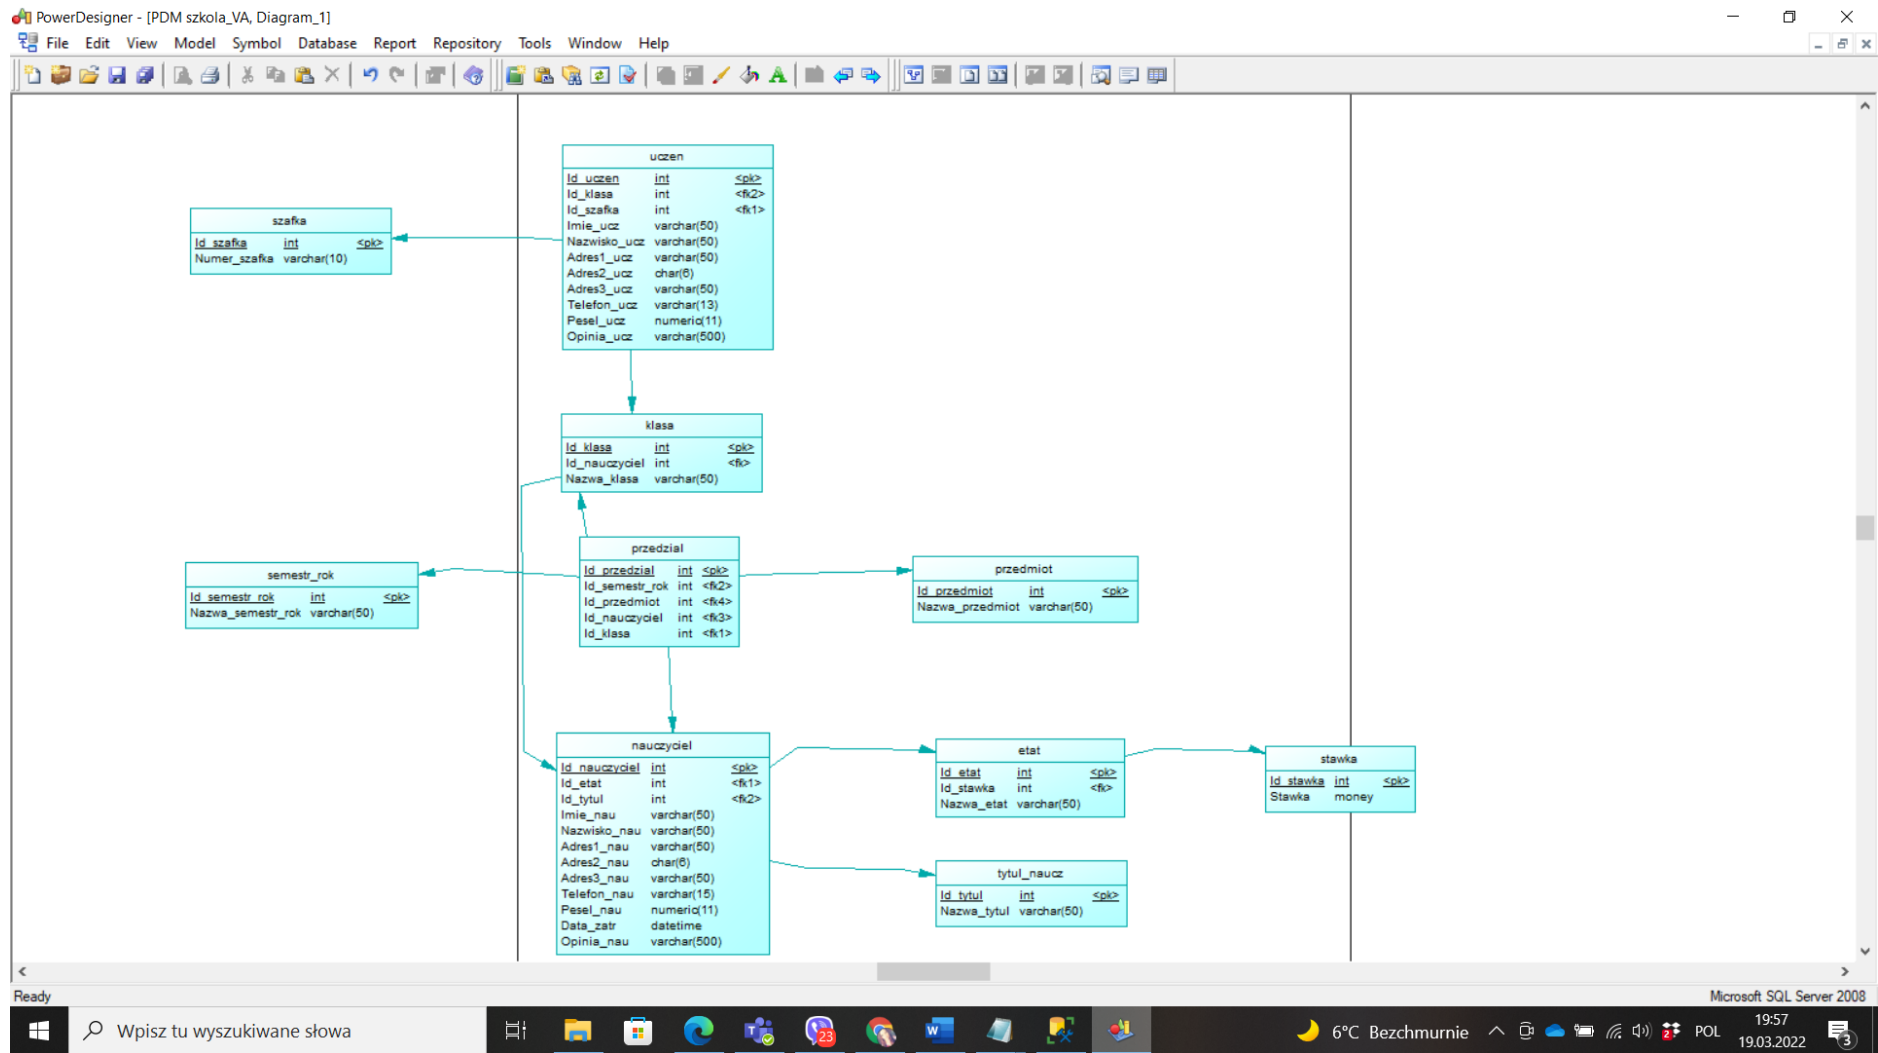 PowerDesigner - [PDM szkola_VA, Diagram_1]
File Edit View Model Symbol Database Report Repository Tools Window Help
uczen
Id_uczen int <pk>
Id_klasa int <fk2>
Id_szafka int <fk1>
Imie_ucz varchar(50)
Nazwisko_ucz varchar(50)
Adres1_ucz varchar(50)
Adres2_ucz char(6)
Adres3_ucz varchar(50)
Telefon_ucz varchar(13)
Pesel_ucz numeric(11)
Opinia_ucz varchar(500)
szafka
Id_szafka int <pk>
Numer_szafka varchar(10)
klasa
Id_klasa int <pk>
Id_nauczyciel int <fk>
Nazwa_klasa varchar(50)
przedzial
Id_przedzial int <pk>
Id_semestr_rok int <fk2>
Id_przedmiot int <fk4>
Id_nauczyciel int <fk3>
Id_klasa int <fk1>
semestr_rok
Id_semestr_rok int <pk>
Nazwa_semestr_rok varchar(50)
przedmiot
Id_przedmiot int <pk>
Nazwa_przedmiot varchar(50)
nauczyciel
Id_nauczyciel int <pk>
Id_etat int <fk1>
Id_tytul int <fk2>
Imie_nau varchar(50)
Nazwisko_nau varchar(50)
Adres1_nau varchar(50)
Adres2_nau char(6)
Adres3_nau varchar(50)
Telefon_nau varchar(15)
Pesel_nau numeric(11)
Data_zatr datetime
Opinia_nau varchar(500)
etat
Id_etat int <pk>
Id_stawka int <fk>
Nazwa_etat varchar(50)
stawka
Id_stawka int <pk>
Stawka money
tytul_naucz
Id_tytul int <pk>
Nazwa_tytul varchar(50)
Ready
Microsoft SQL Server 2008
Wpisz tu wyszukiwane słowa
23
6°C Bezchmurnie
2
POL
19:57
19.03.2022
3